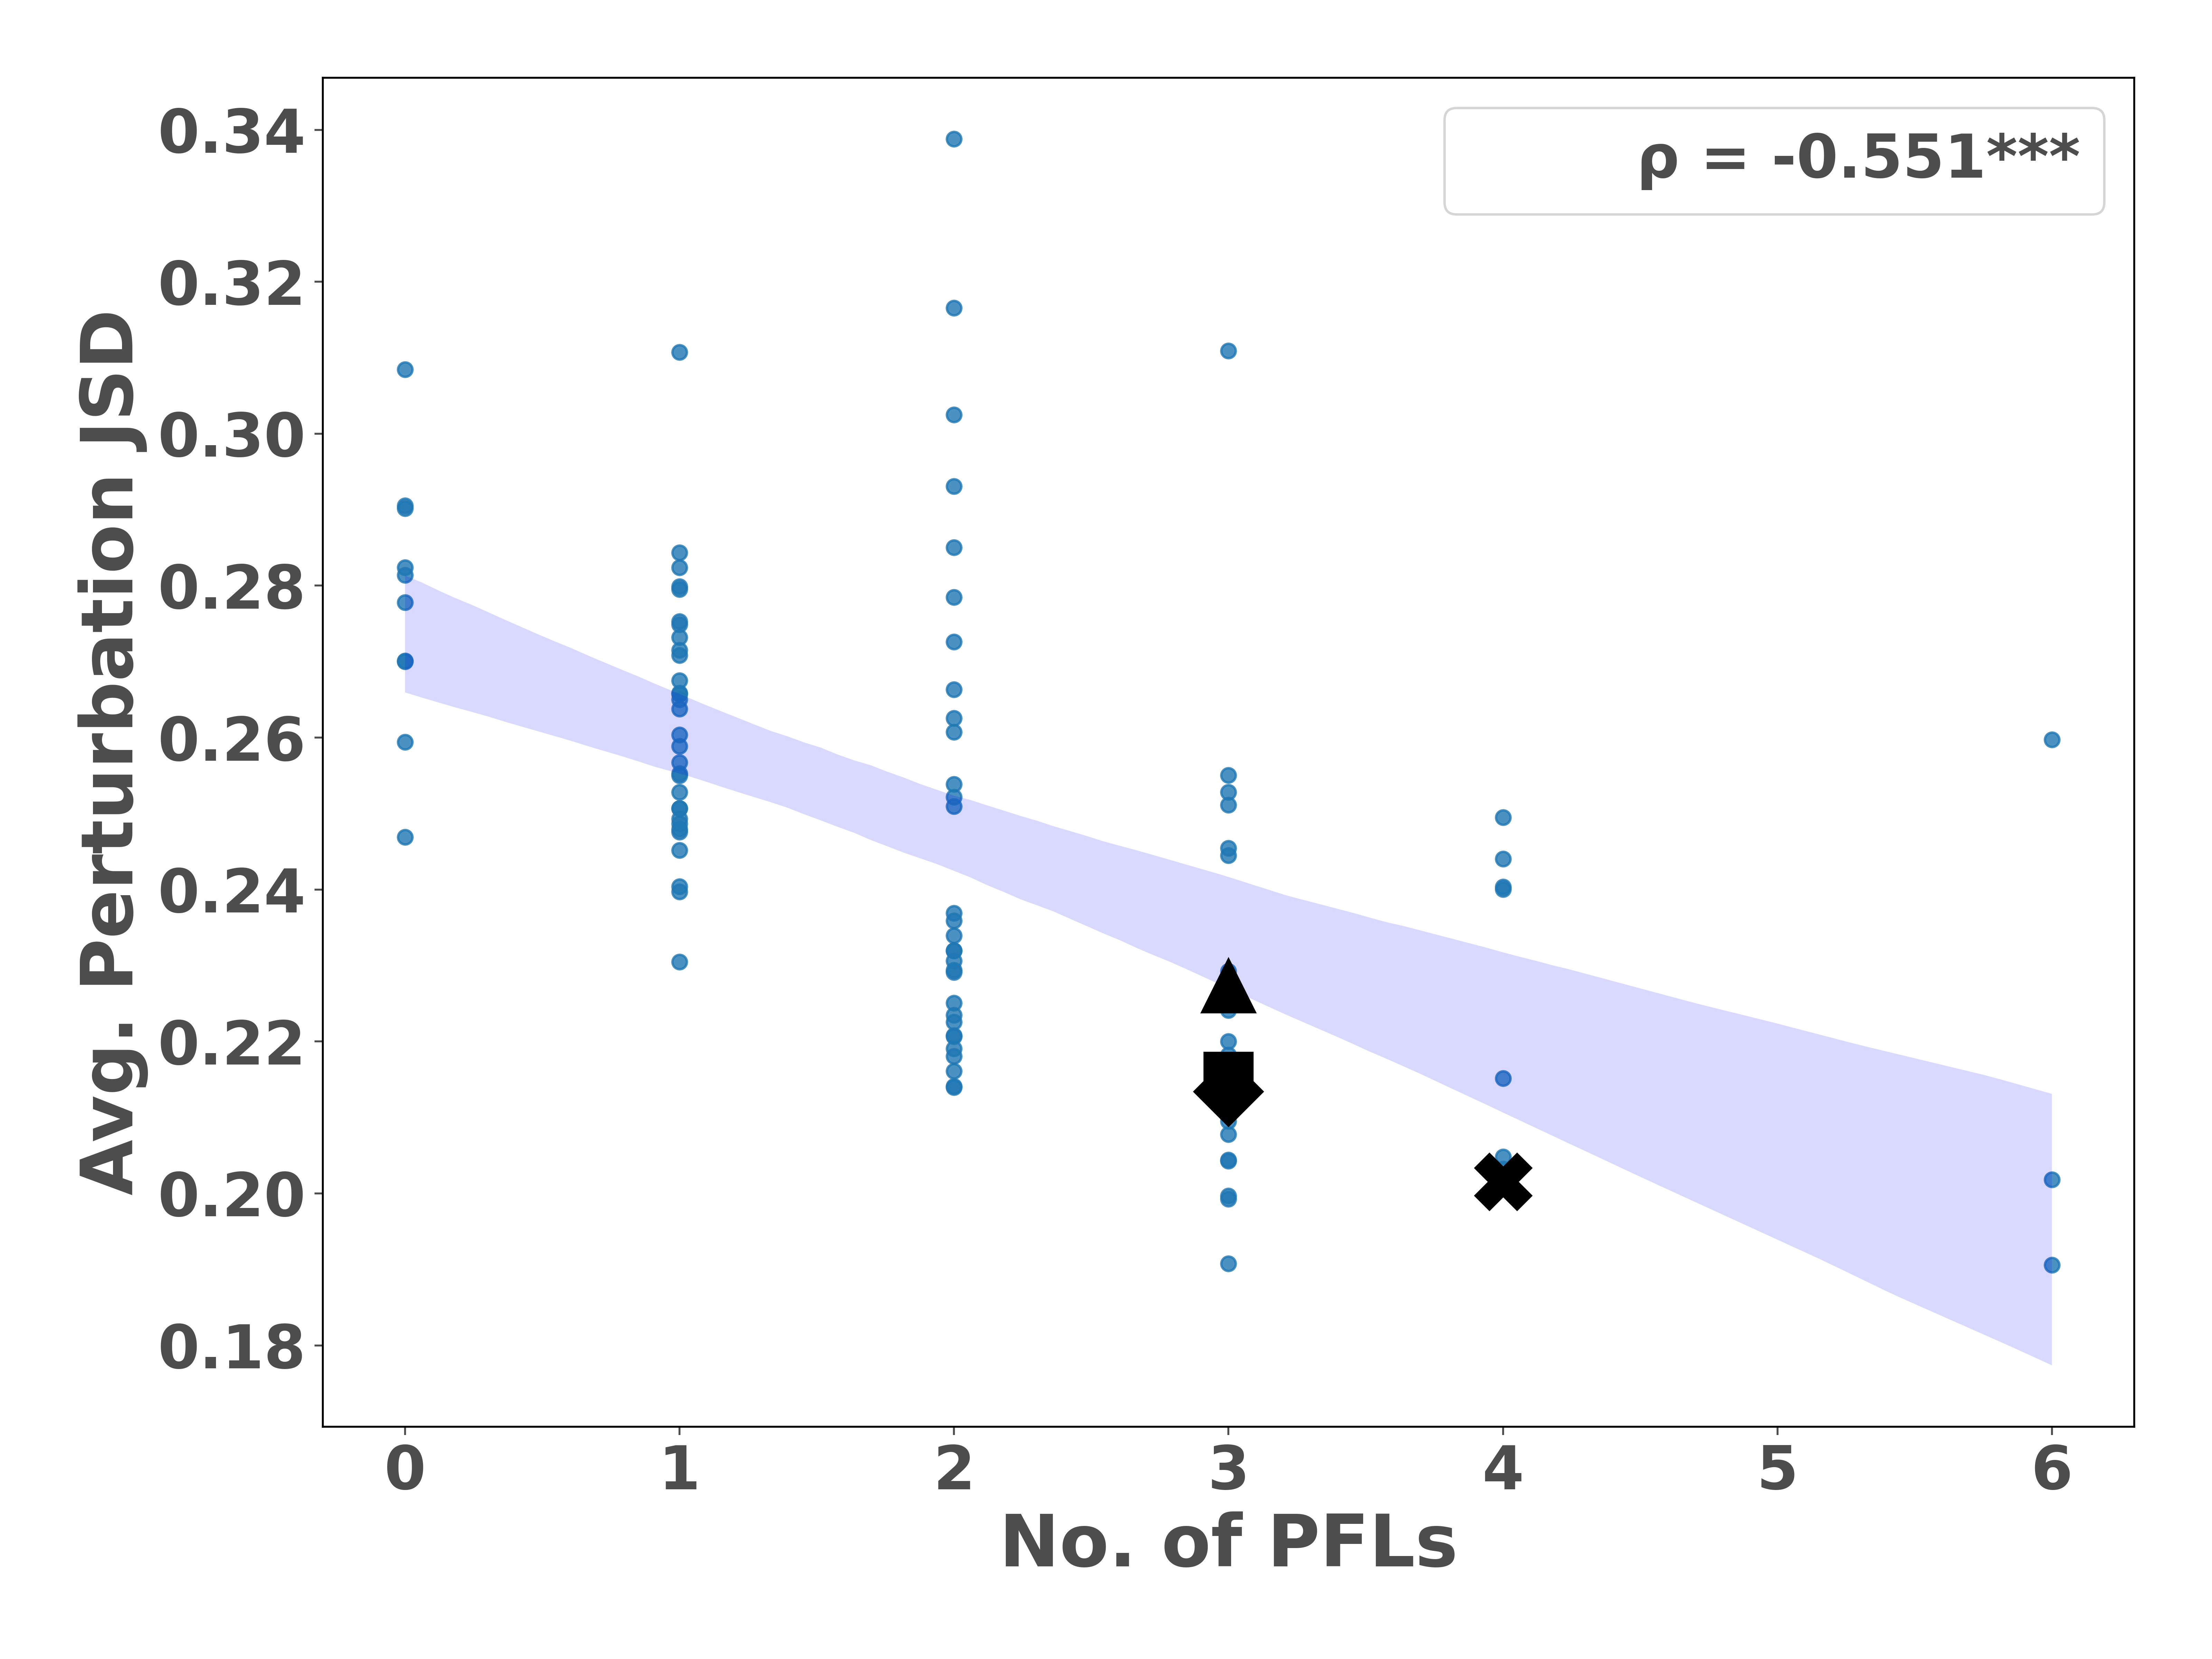 ρ = -0.551***
Avg. Perturbation JSD
0.34
0.32
0.30
0.28
0.26
0.24
0.22
0.20
0.18
0 1 2 3 4 5 6
No. of PFLs